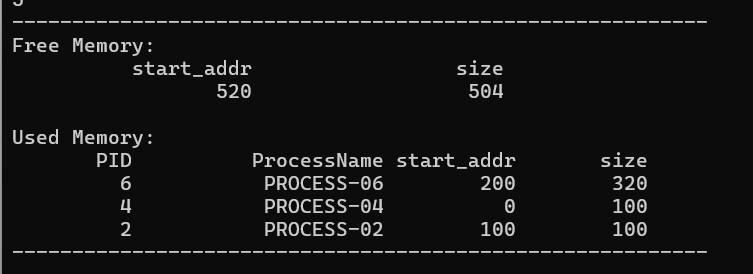 ----------------------------------------------------------
Free Memory:
start_addr size
520 504
Used Memory:
PID ProcessName start_addr size
6 PROCESS-06 200 320
4 PROCESS-04 0 100
2 PROCESS-02 100 100
----------------------------------------------------------